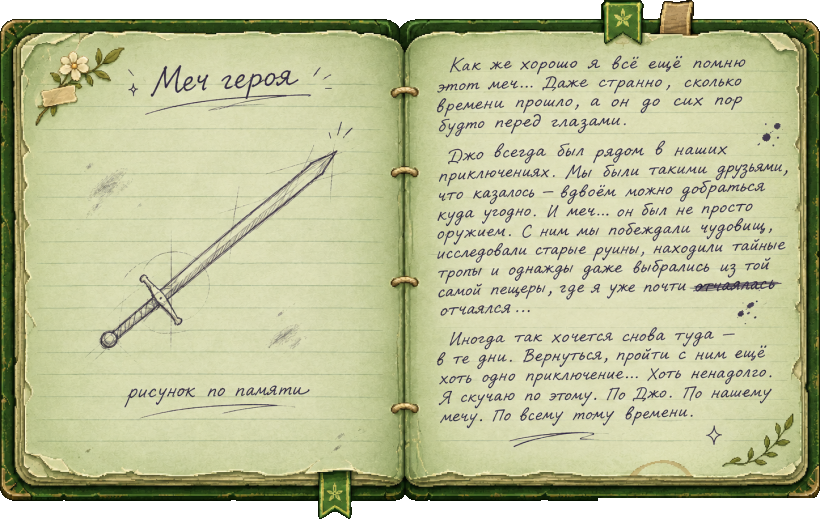 Меч героя
рисунок по памяти
Как же хорошо я всё ещё помню
этот меч... Даже странно, сколько
времени прошло, а он до сих пор
будто перед глазами.
Джо всегда был рядом в наших
приключениях. Мы были такими друзьями,
что казалось — вдвоём можно добраться
куда угодно. И меч... он был не просто
оружием. С ним мы побеждали чудовищ,
исследовали старые руины, находили тайные
тропы и однажды даже выбрались из той
самой пещеры, где я уже почти отчаялась
отчаялся...
Иногда так хочется снова туда —
в те дни. Вернуться, пройти с ним ещё
хоть одно приключение... Хоть ненадолго.
Я скучаю по этому. По Джо. По нашему
мечу. По всему тому времени.